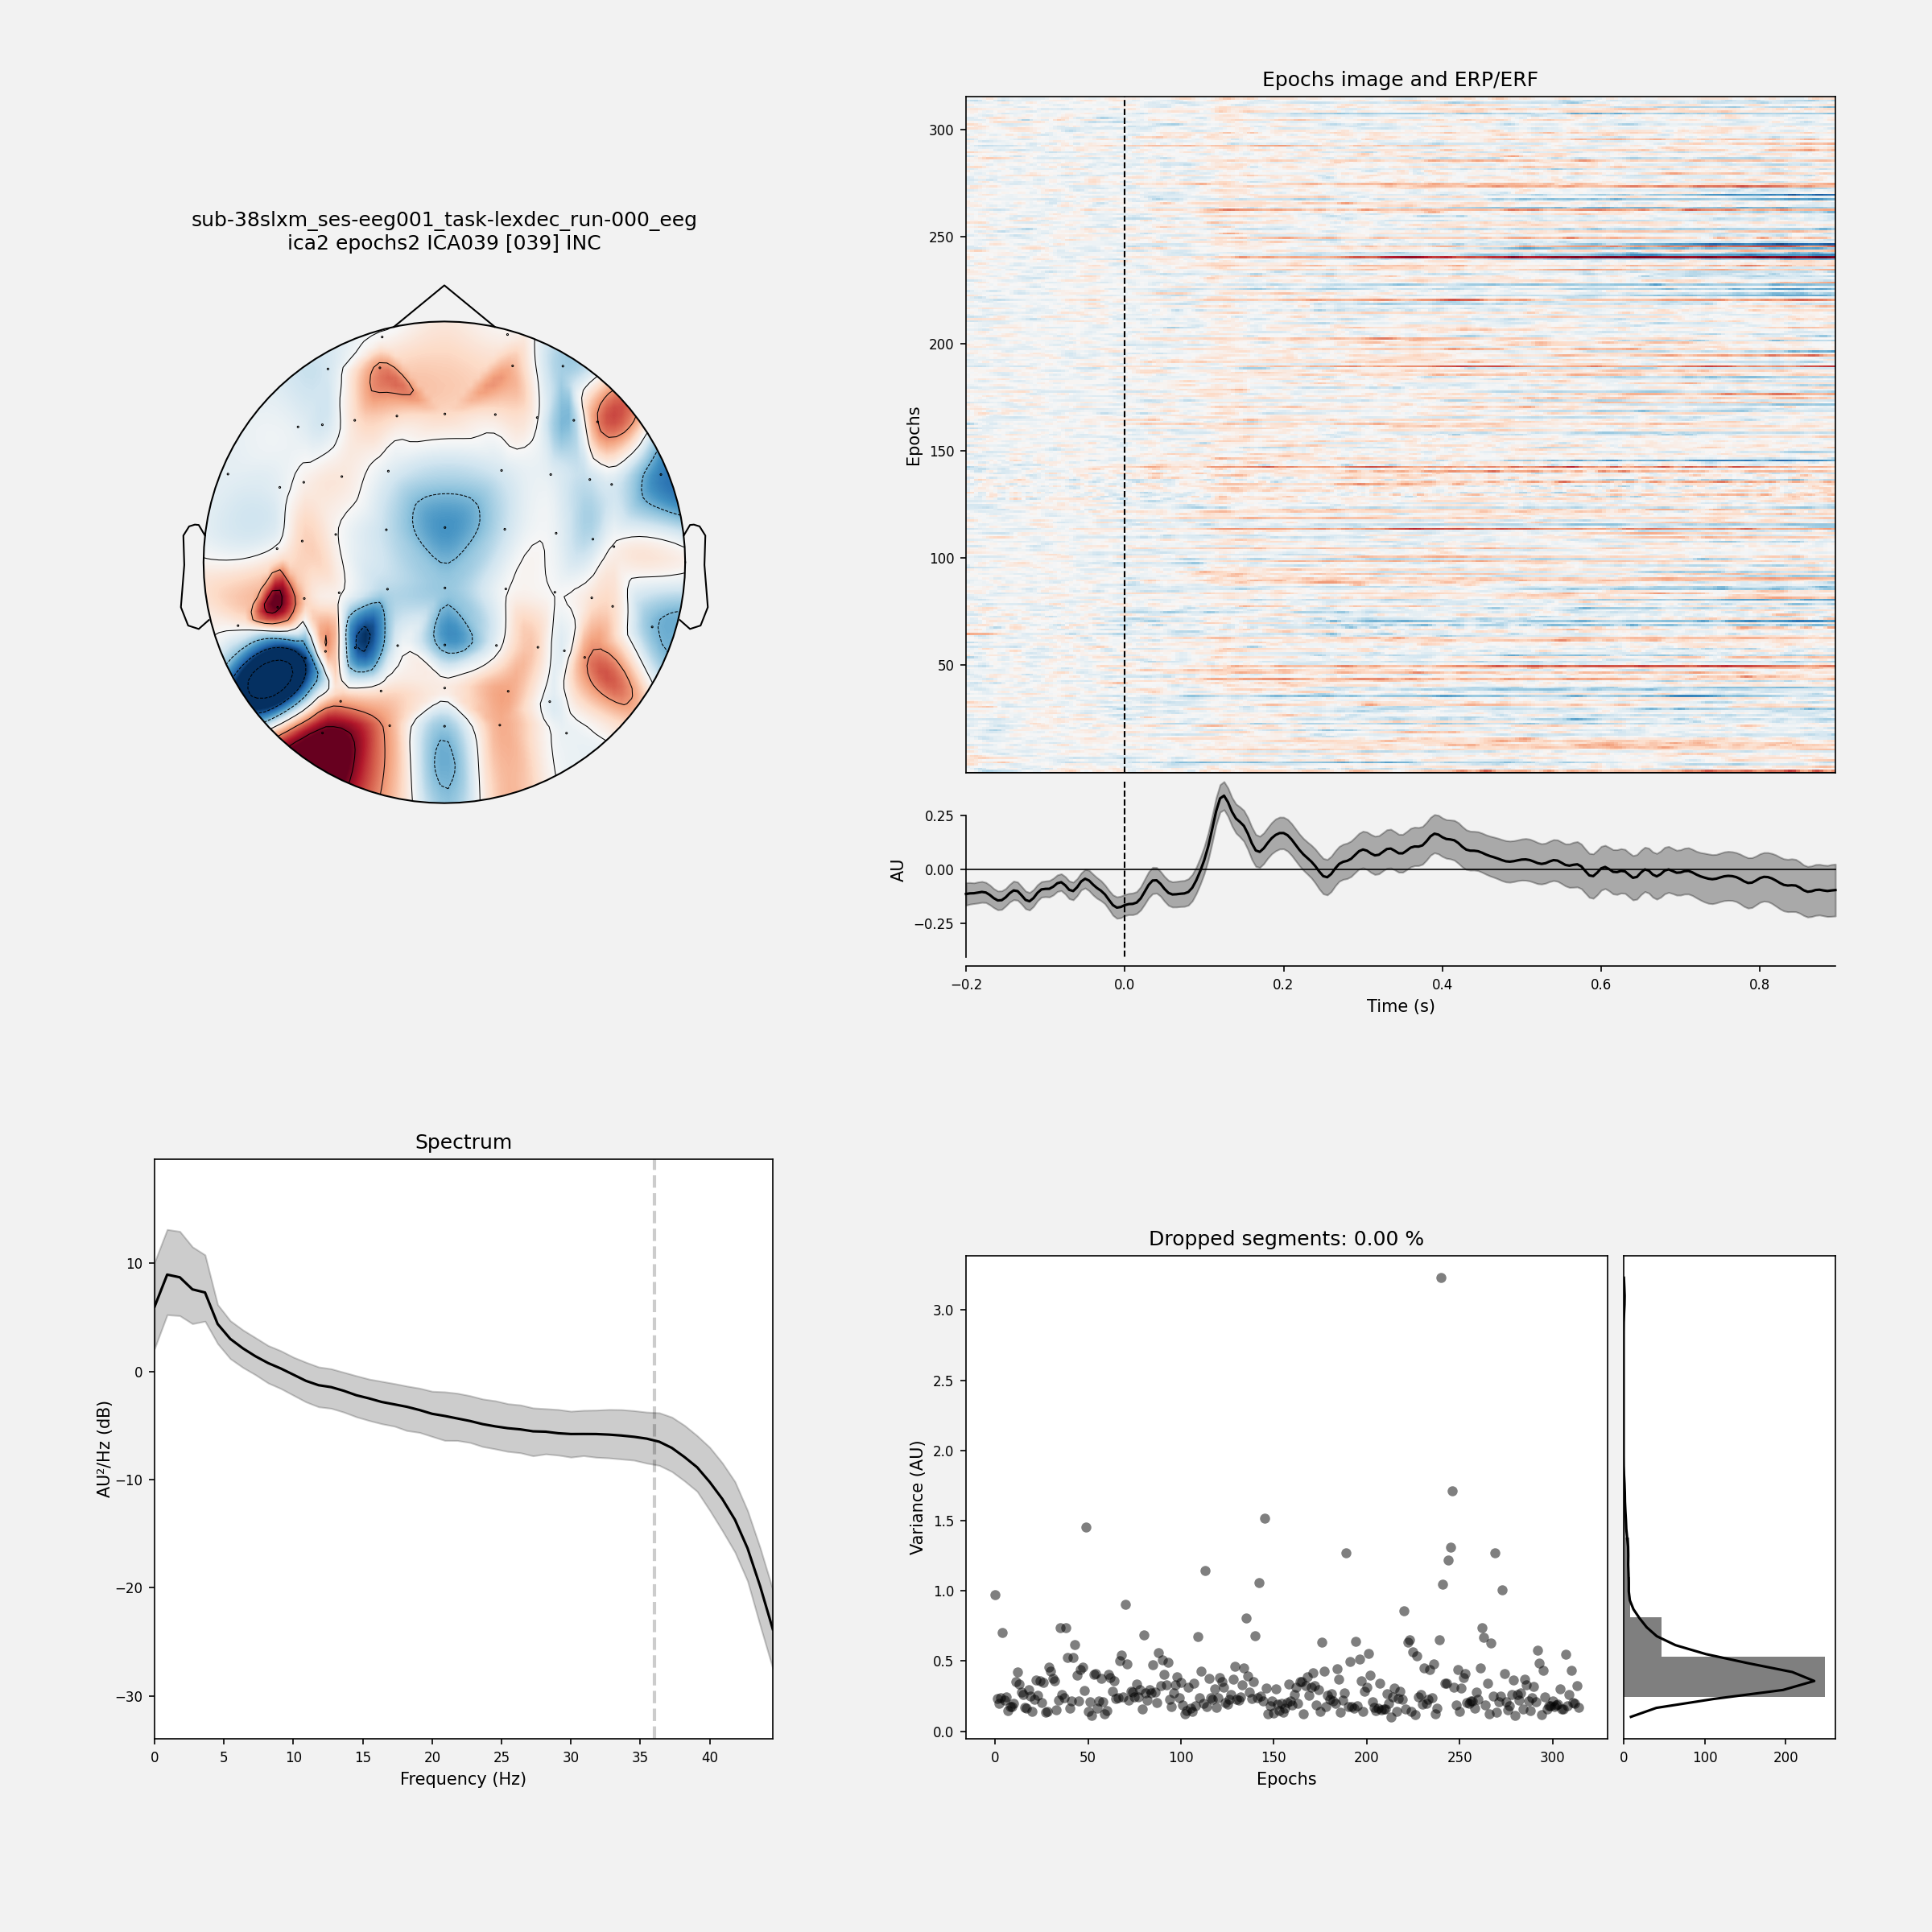 sub-38slxm_ses-eeg001_task-lexdec_run-000_eeg
ica2 epochs2 ICA039 [039] INC
Epochs image and ERP/ERF
300
250
200
150
100
50
Epochs
0.25
0.00
−0.25
AU
−0.2 0.0 0.2 0.4 0.6 0.8
Time (s)
Spectrum
10
0
−10
−20
−30
AU²/Hz (dB)
0 5 10 15 20 25 30 35 40
Frequency (Hz)
Dropped segments: 0.00 %
3.0
2.5
2.0
1.5
1.0
0.5
0.0
Variance (AU)
0 50 100 150 200 250 300
Epochs
0 100 200